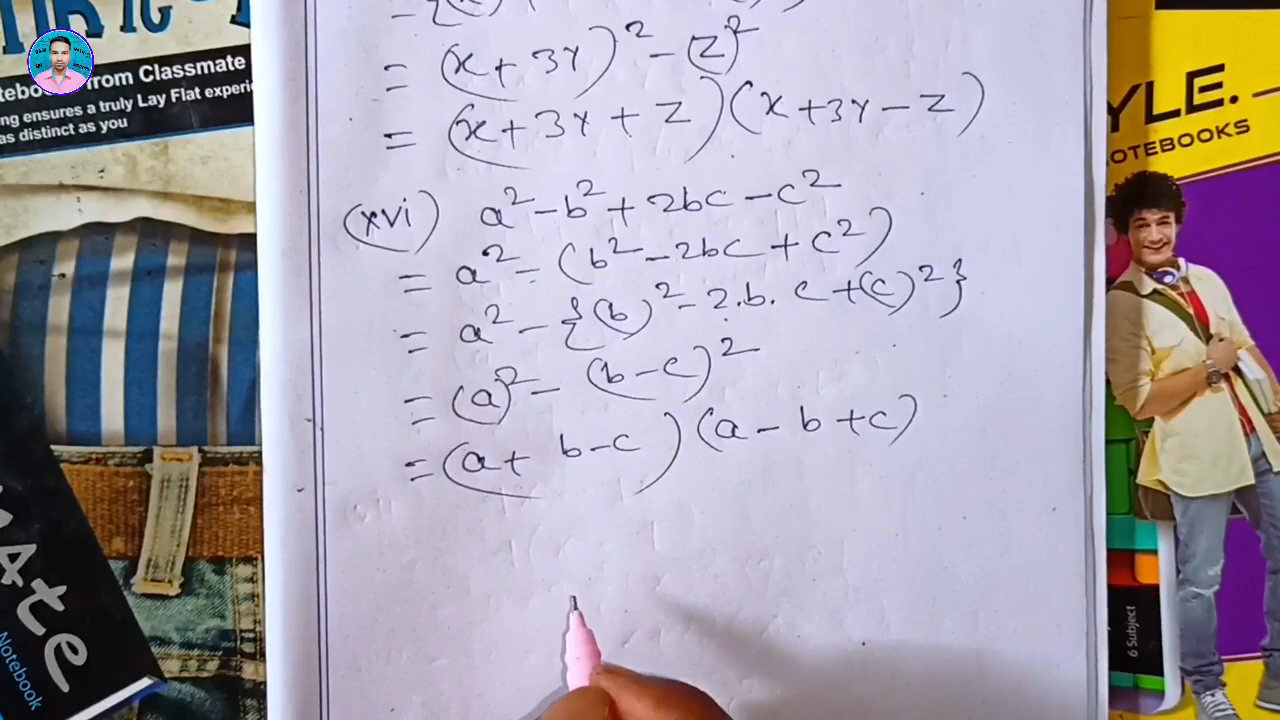 from Classmate
ng ensures a truly Lay Flat experi
as distinct as you
= (x + 3y)² - (z)²
= (x + 3y + z) (x + 3y - z)
(xvi) a² - b² + 2bc - c²
= a² - (b² - 2bc + c²)
= a² - {(b)² - 2.b.c + (c)²}
= (a)² - (b - c)²
= (a + b - c) (a - b + c)
YLE.
OTEBOOKS
6 Subject
Notebook